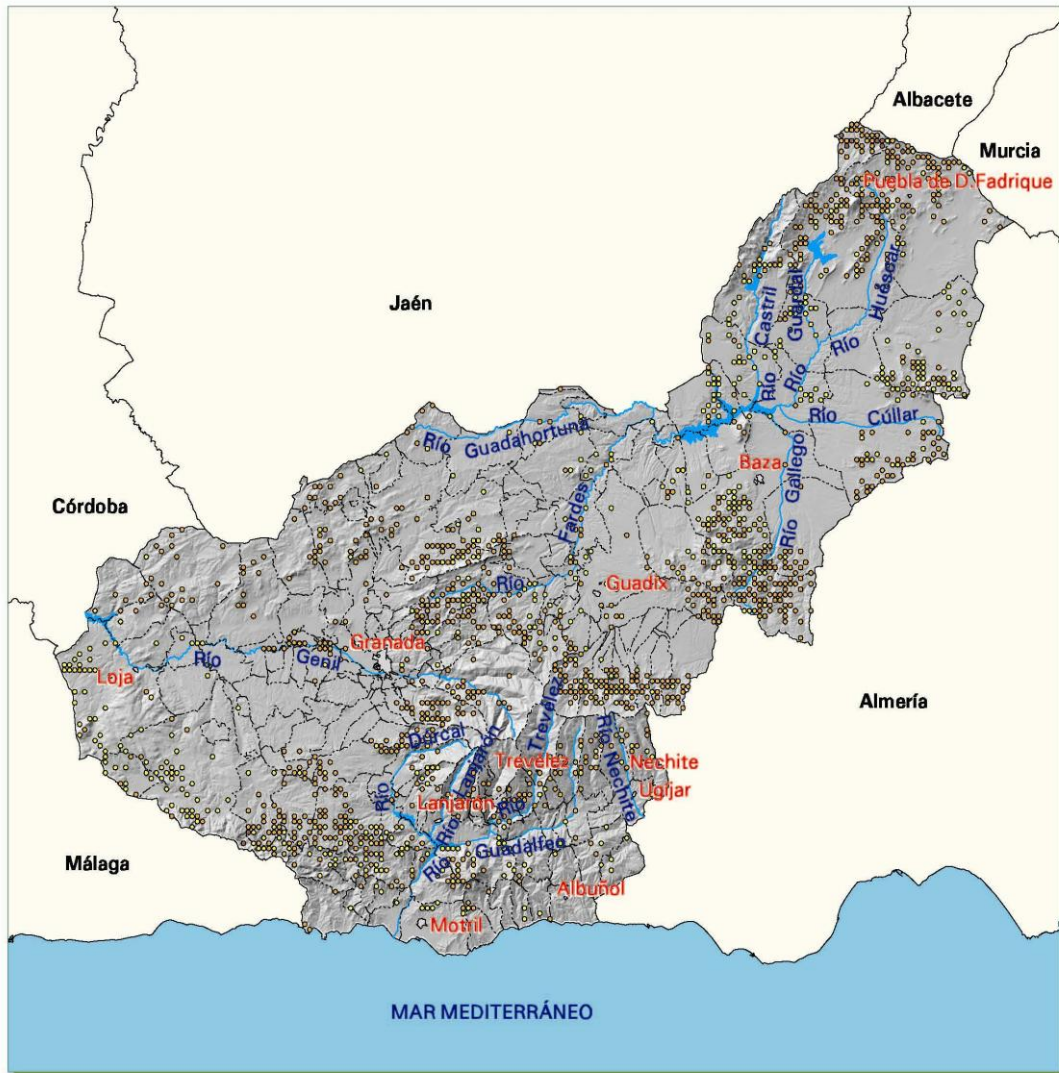 Albacete
Murcia
Puebla de D.Fadrique
Jaén
Río Castril
Río Guardal
Río Huéscar
Río Cúllar
Río Guadahortuna
Baza
Río Gallego
Córdoba
Río Fardes
Guadix
Granada
Río Genil
Loja
Almería
Río Dúrcal
Río Lanjarón
Río Trevélez
Trevélez
Río Nechite
Nechite
Ugíjar
Lanjarón
Río Guadalfeo
Málaga
Albuñol
Motril
MAR MEDITERRÁNEO